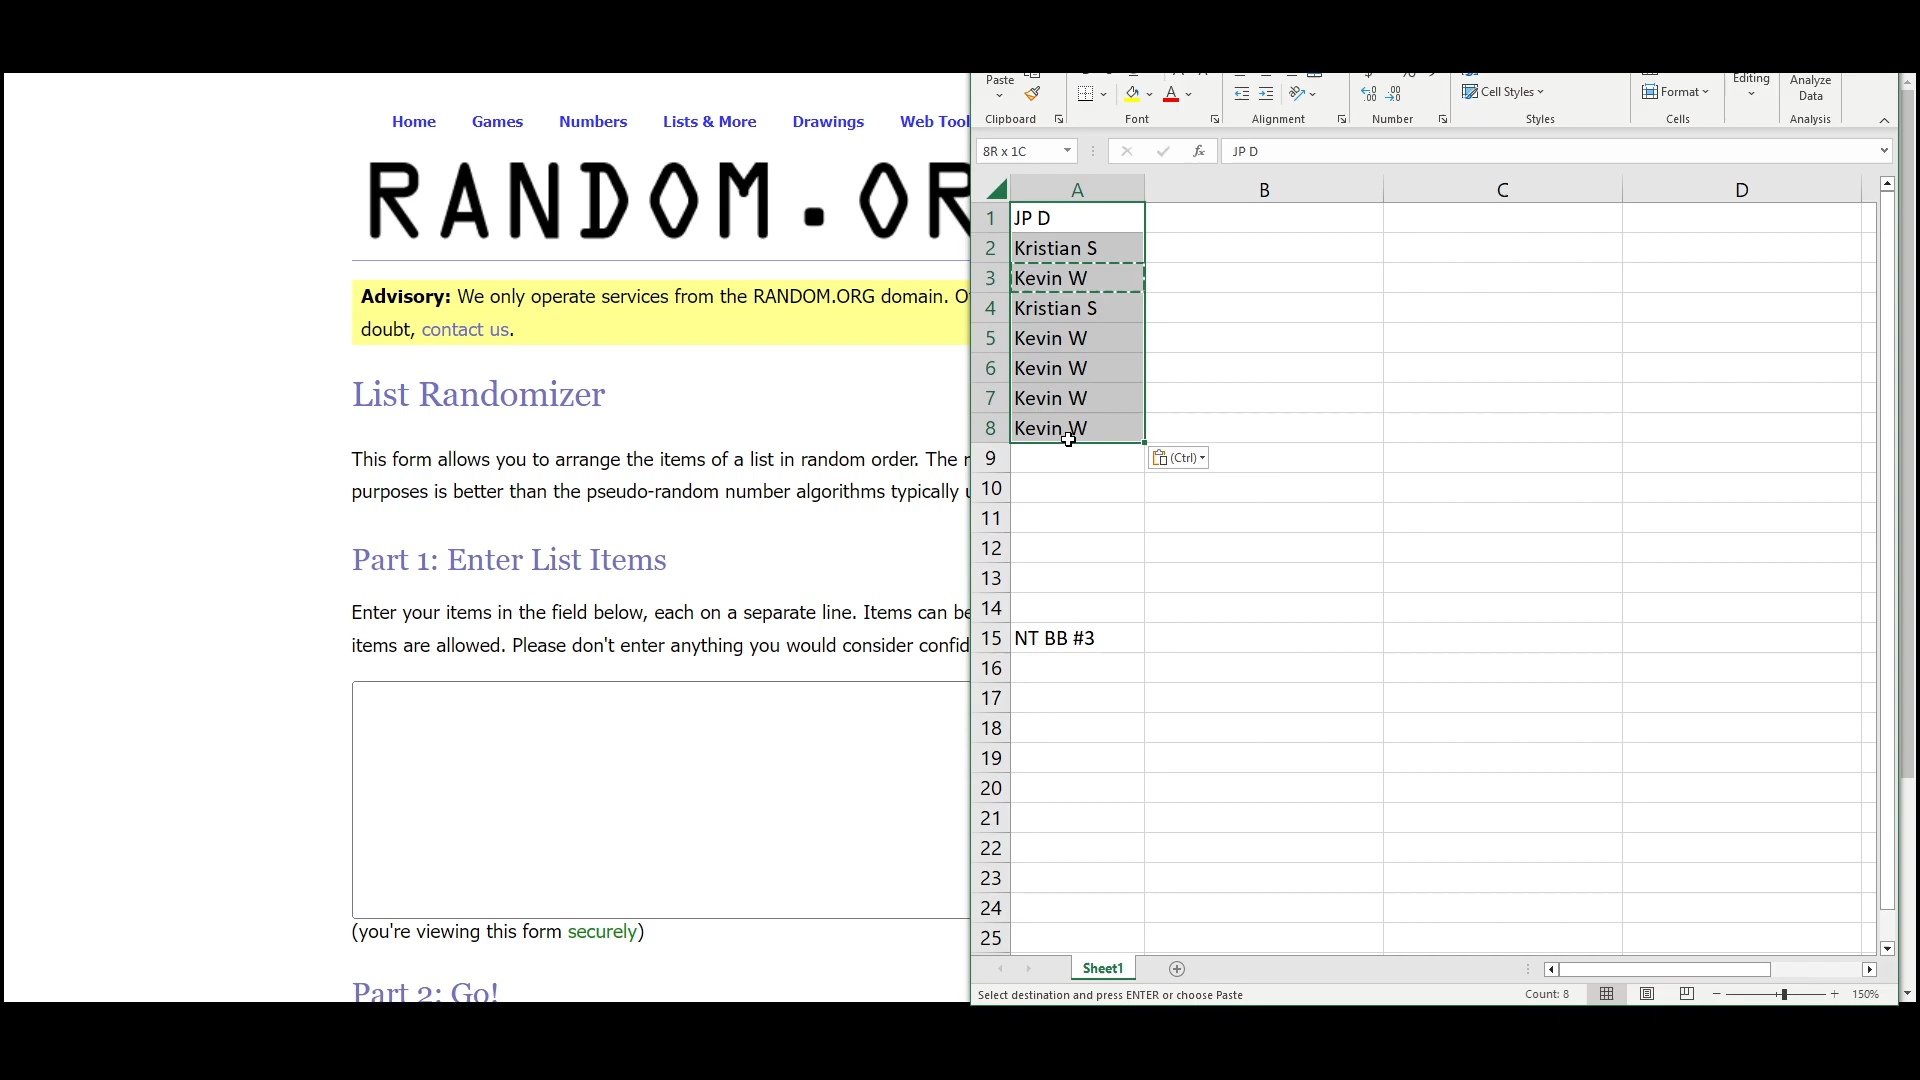 Home Games Numbers Lists & More Drawings Web Tool
RANDOM.OR
Advisory: We only operate services from the RANDOM.ORG domain. O
doubt, contact us.
List Randomizer
This form allows you to arrange the items of a list in random order. The r
purposes is better than the pseudo-random number algorithms typically u
Part 1: Enter List Items
Enter your items in the field below, each on a separate line. Items can be
items are allowed. Please don't enter anything you would consider confid
(you're viewing this form securely)
Part 2: Go!
Paste Cell Styles Format Editing Analyze
Data
Clipboard Font Alignment Number Styles Cells Analysis
8R x 1C fx JP D
A B C D
1 JP D
2 Kristian S
3 Kevin W
4 Kristian S
5 Kevin W
6 Kevin W
7 Kevin W
8 Kevin W
(Ctrl)
9
10
11
12
13
14
15 NT BB #3
16
17
18
19
20
21
22
23
24
25
Sheet1
Select destination and press ENTER or choose Paste Count: 8 150%